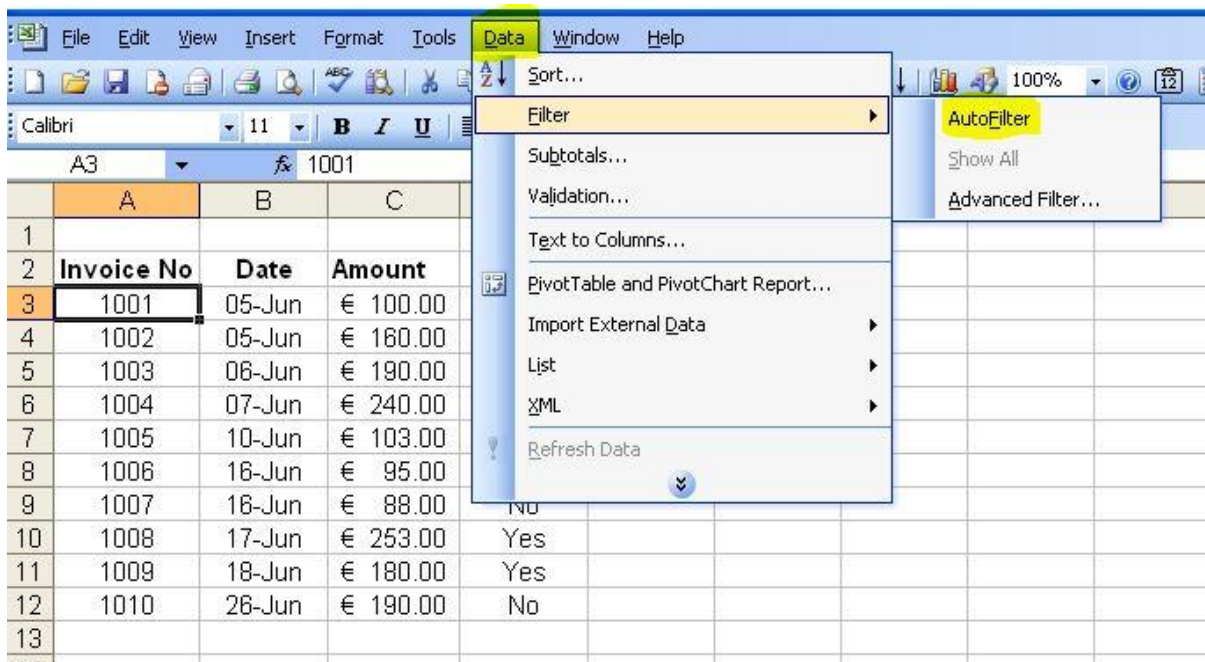 File Edit View Insert Format Tools Data Window Help
100%
Calibri 11 B I U
A3 fx 1001
Sort...
Filter
Subtotals...
Validation...
Text to Columns...
PivotTable and PivotChart Report...
Import External Data
List
XML
Refresh Data
AutoFilter
Show All
Advanced Filter...
A B C
1
2 Invoice No Date Amount
3 1001 05-Jun € 100.00
4 1002 05-Jun € 160.00
5 1003 06-Jun € 190.00
6 1004 07-Jun € 240.00
7 1005 10-Jun € 103.00
8 1006 16-Jun € 95.00
9 1007 16-Jun € 88.00 No
10 1008 17-Jun € 253.00 Yes
11 1009 18-Jun € 180.00 Yes
12 1010 26-Jun € 190.00 No
13